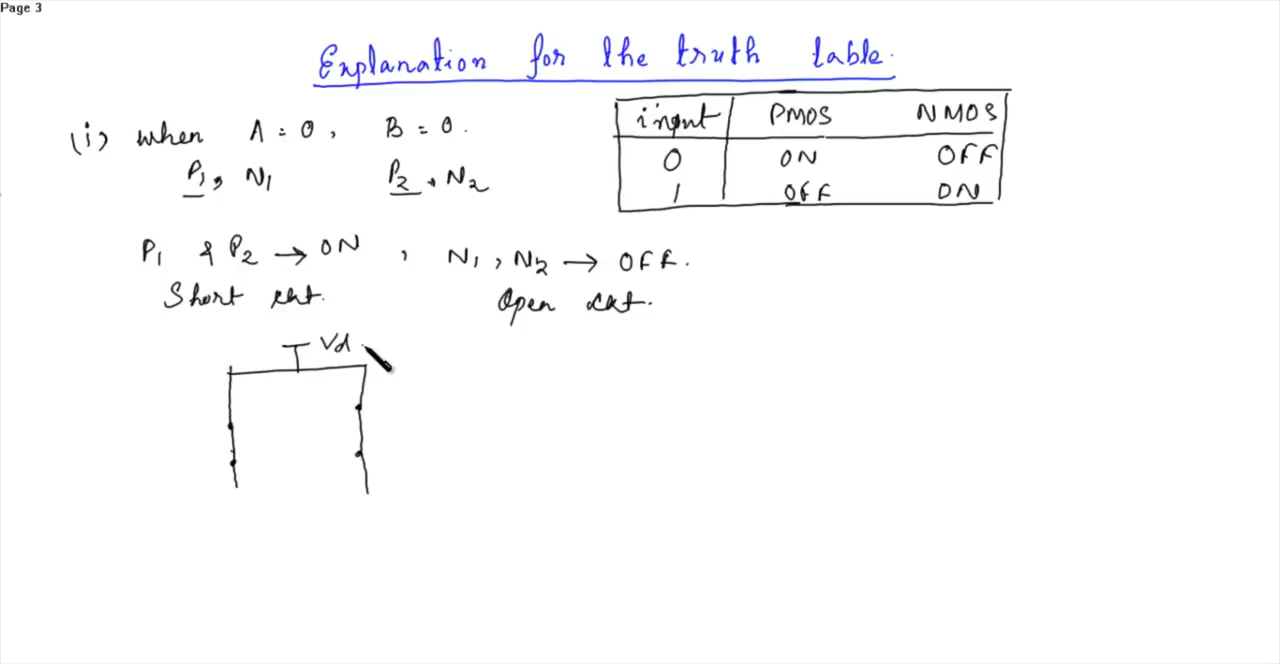 Page 3
Explanation for the truth table.
(i) when A = 0, B = 0.
P1, N1 P2, N2
input PMOS NMOS
0 ON OFF
1 OFF ON
P1 & P2 → ON, N1, N2 → OFF.
Short ckt. Open ckt.
Vd